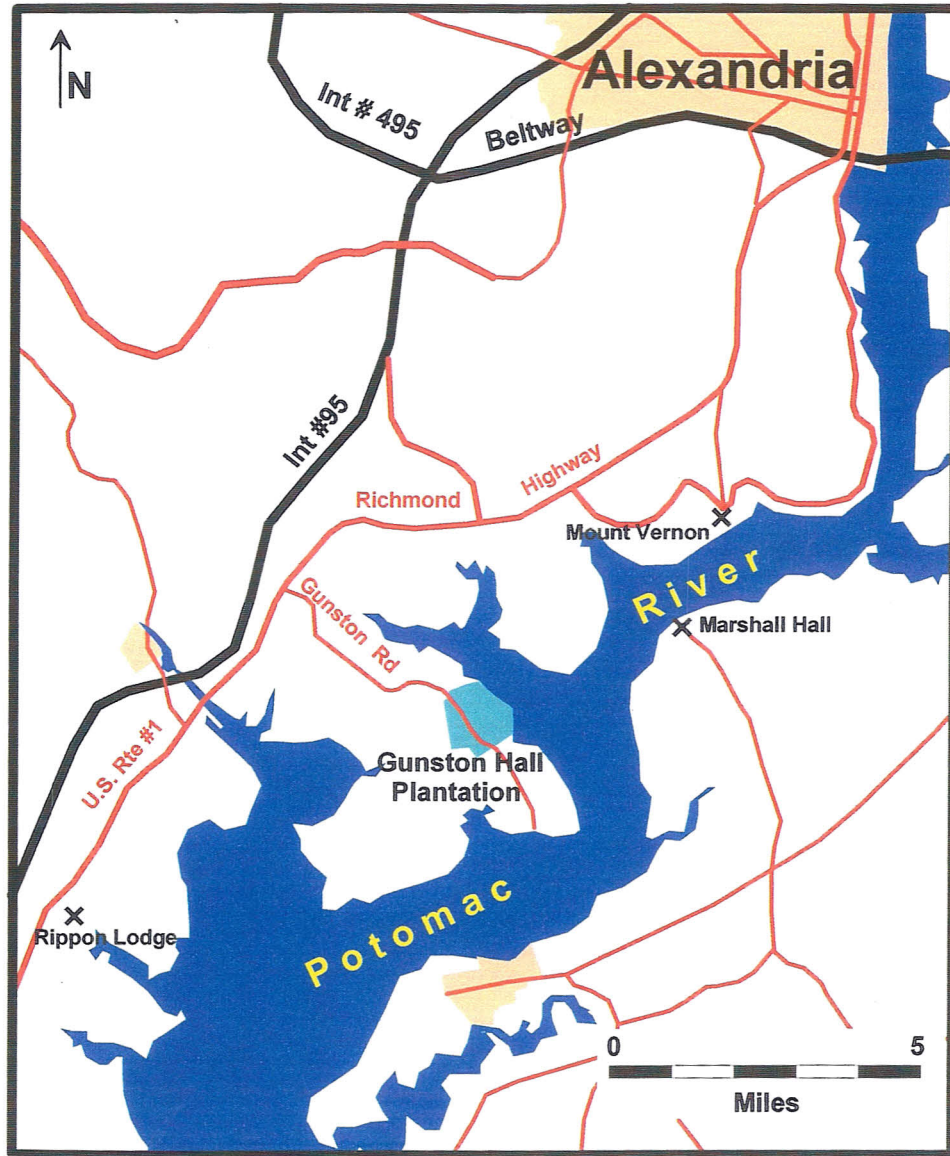 N
Alexandria
Int # 495
Beltway
Int #95
Richmond
Highway
Mount Vernon
River
Marshall Hall
Gunston Rd
U.S. Rte #1
Gunston Hall
Plantation
Potomac
Rippon Lodge
0 5
Miles